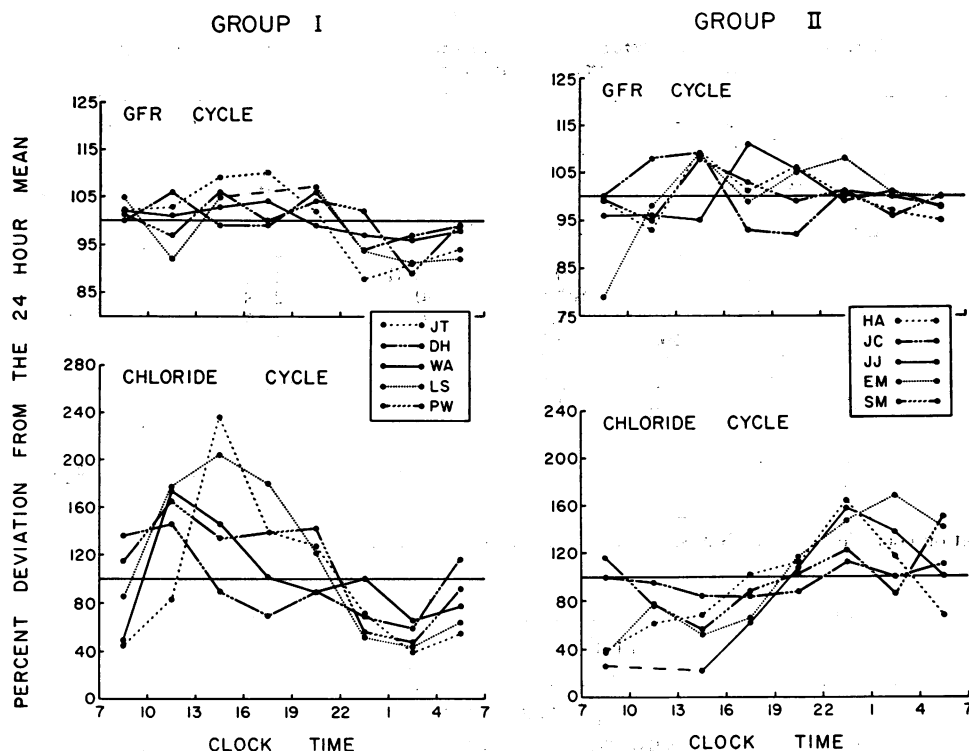 GROUP I
GROUP II
PERCENT DEVIATION FROM THE 24 HOUR MEAN
GFR CYCLE
125
115
105
95
85
JT
DH
WA
LS
PW
CHLORIDE CYCLE
280
240
200
160
120
80
40
0
7 10 13 16 19 22 1 4 7
CLOCK TIME
GFR CYCLE
125
115
105
95
85
75
HA
JC
JJ
EM
SM
CHLORIDE CYCLE
240
200
160
120
80
40
0
7 10 13 16 19 22 1 4 7
CLOCK TIME